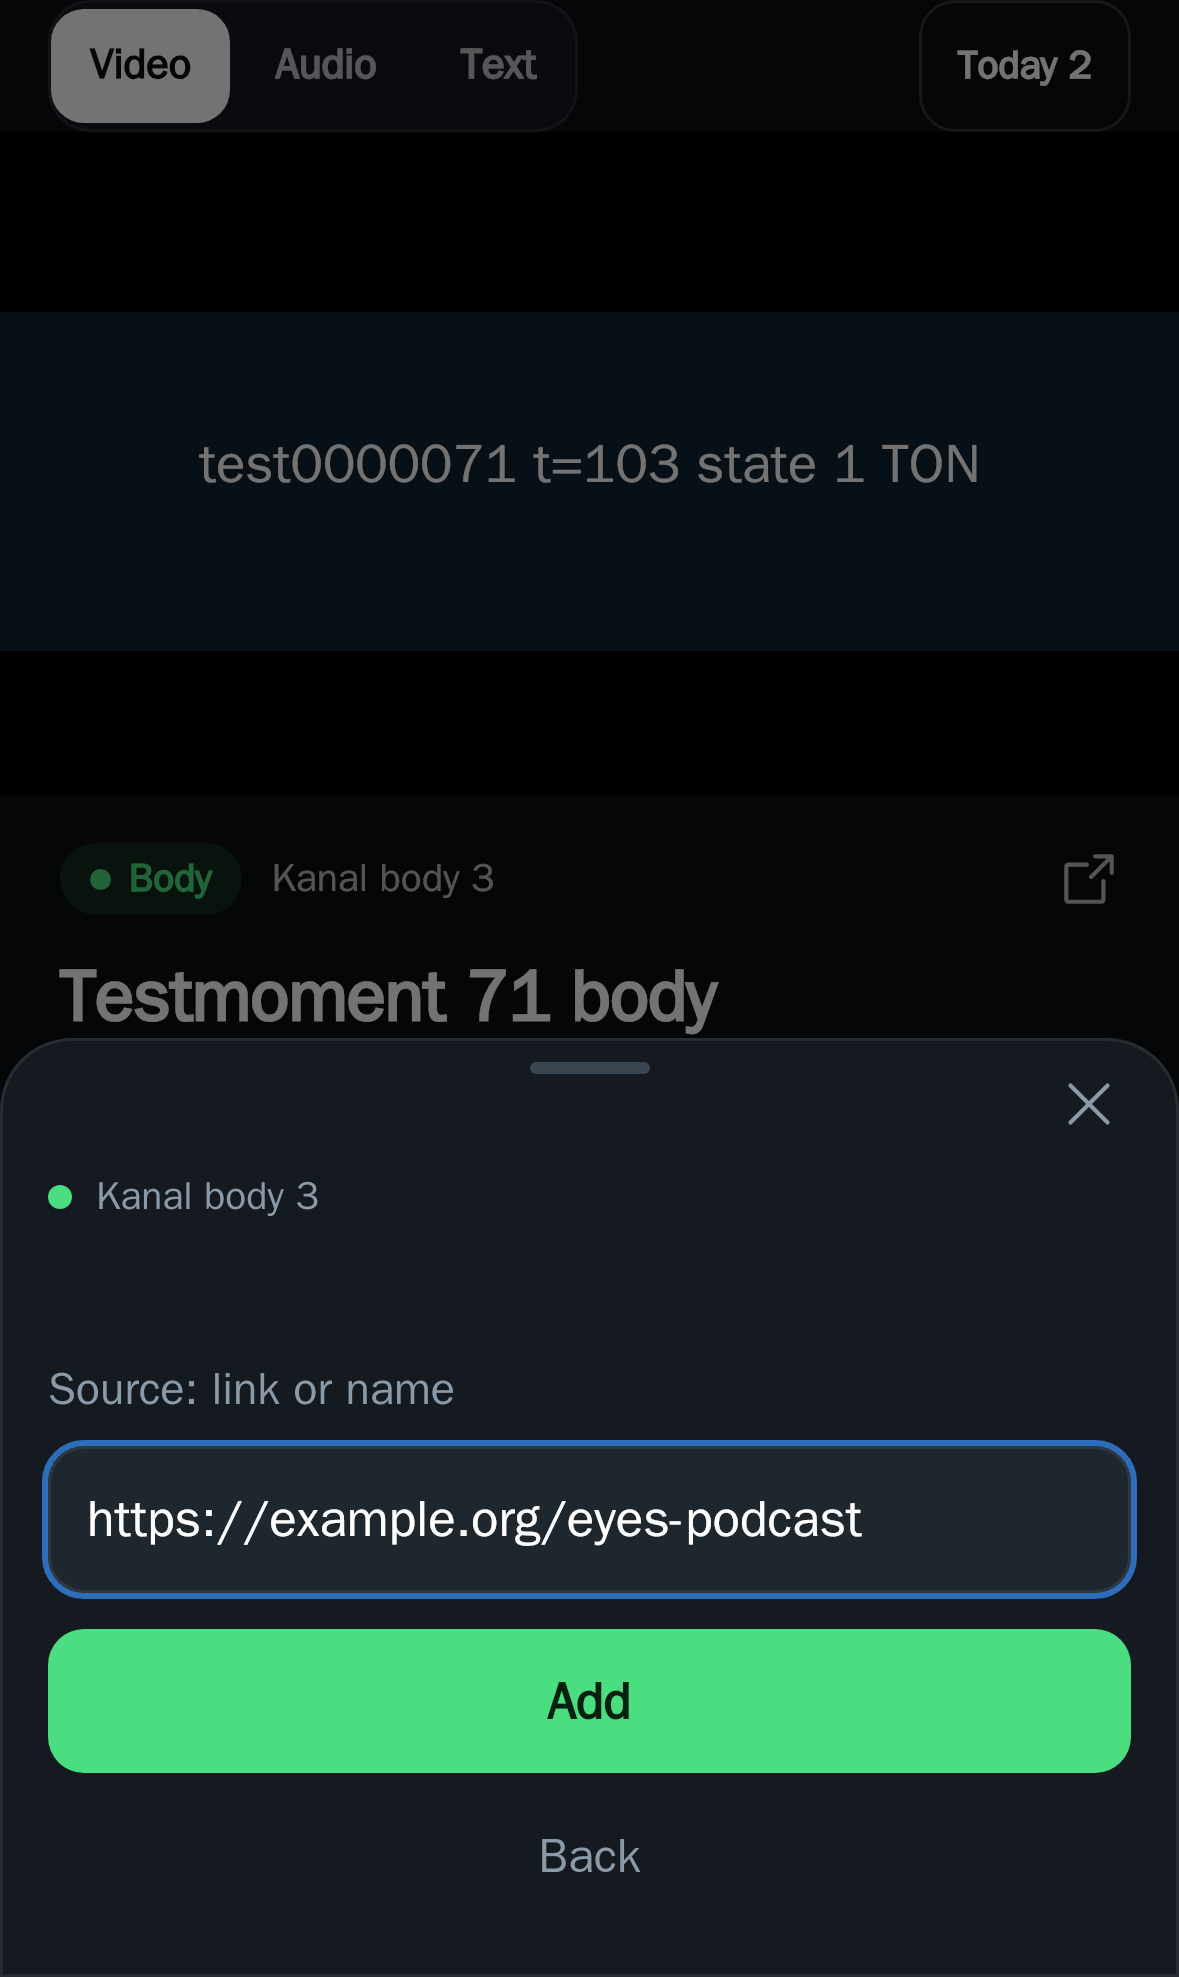 Video Audio Text Today 2
test0000071 t=103 state 1 TON
Body Kanal body 3
Testmoment 71 body
Kanal body 3
Source: link or name
https://example.org/eyes-podcast
Add
Back